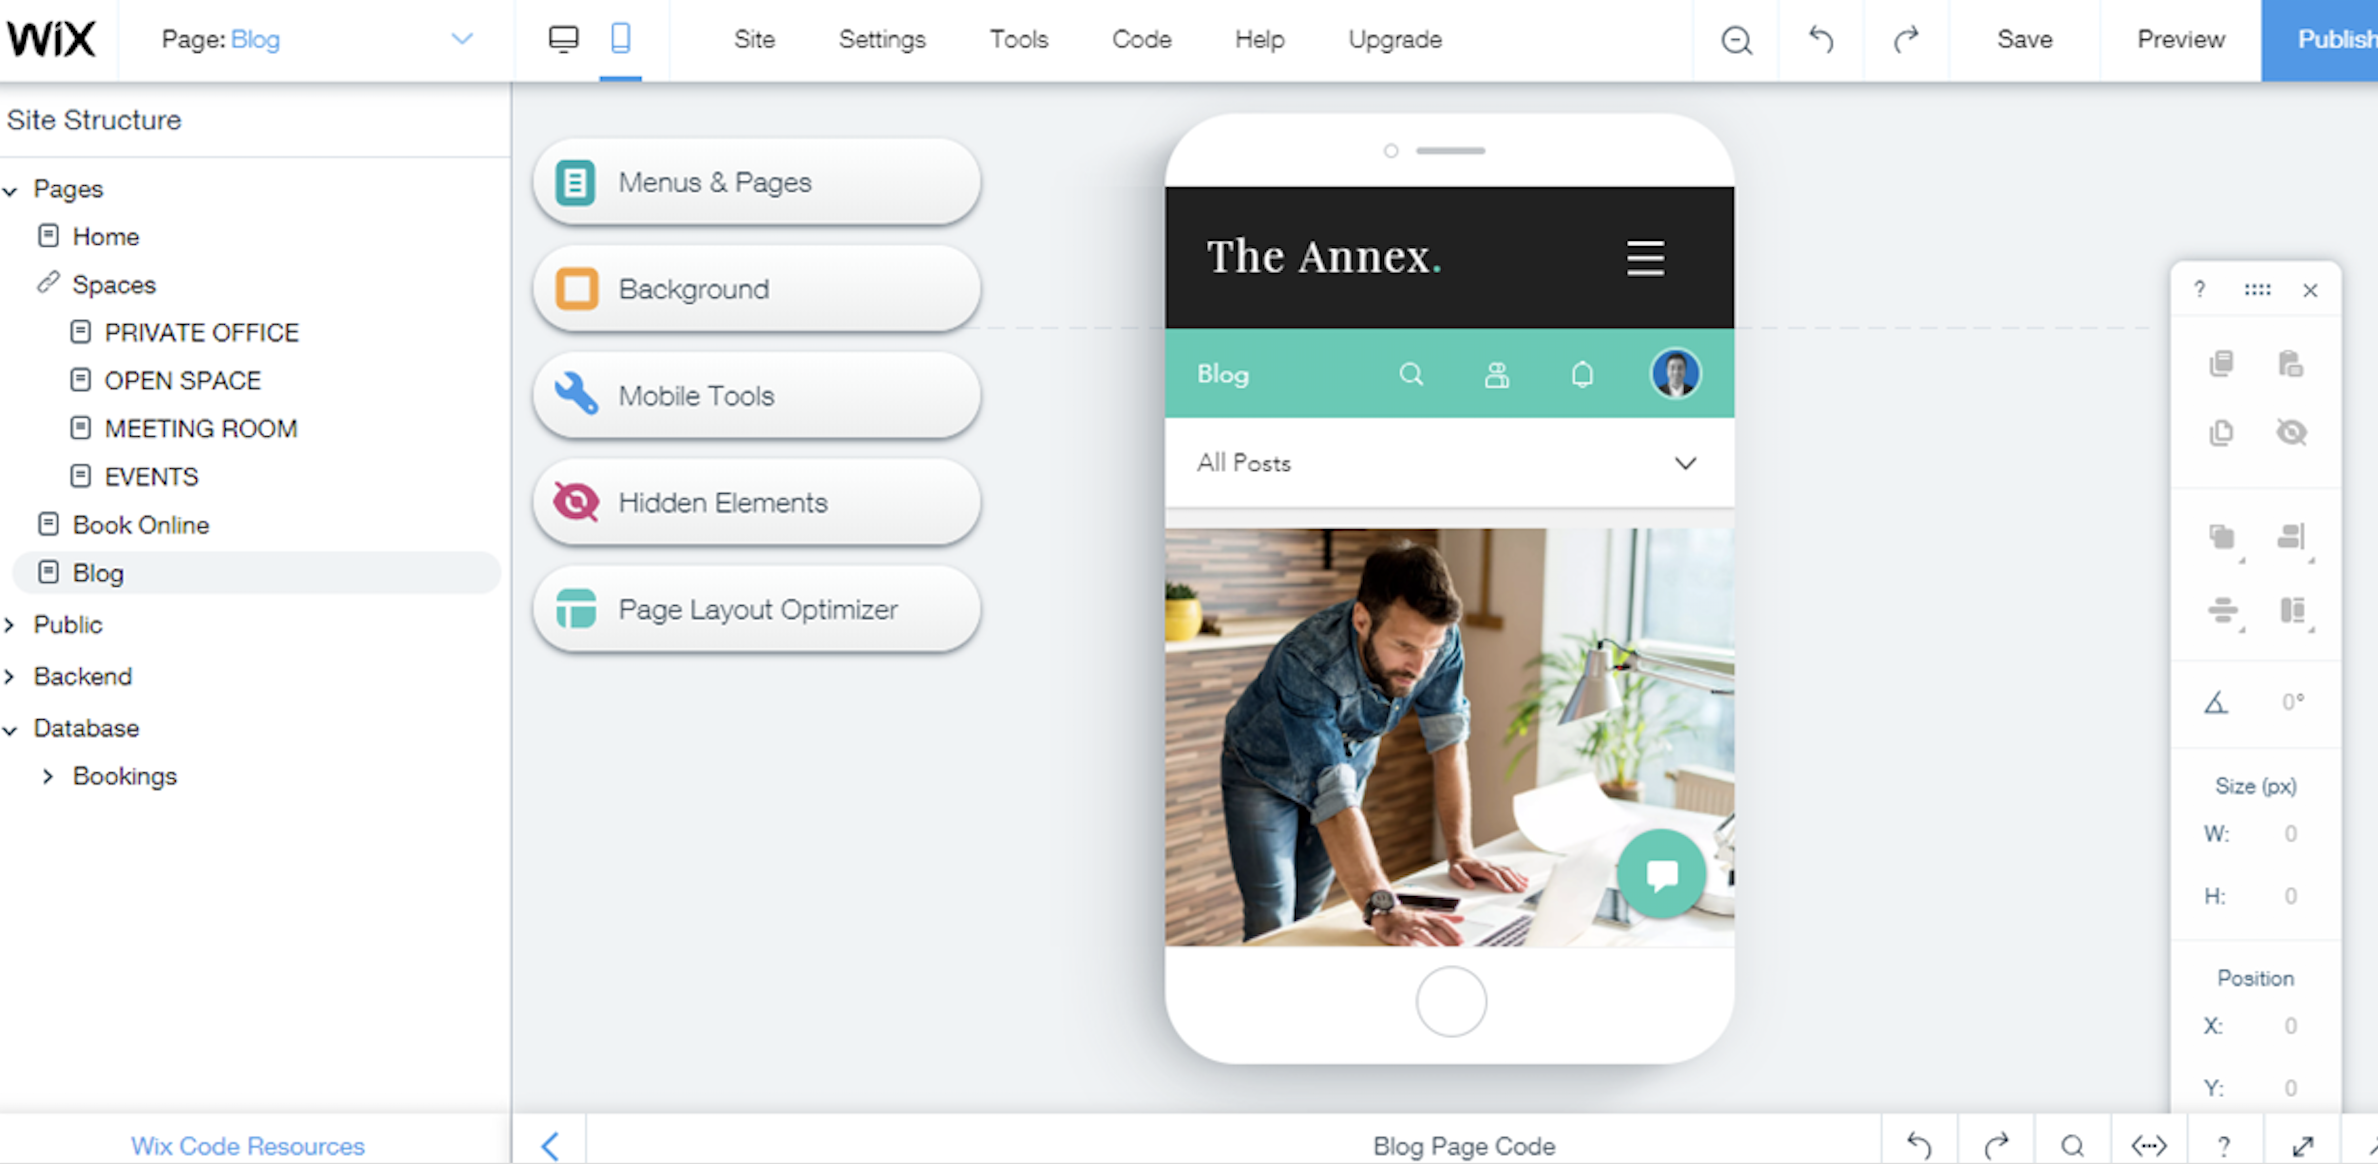 WiX
Page: Blog
Site
Settings
Tools
Code
Help
Upgrade
Save
Preview
Publish
Site Structure
Pages
Home
Spaces
PRIVATE OFFICE
OPEN SPACE
MEETING ROOM
EVENTS
Book Online
Blog
Public
Backend
Database
Bookings
Wix Code Resources
Menus & Pages
Background
Mobile Tools
Hidden Elements
Page Layout Optimizer
The Annex.
Blog
All Posts
?
0°
Size (px)
W: 0
H: 0
Position
X: 0
Y: 0
Blog Page Code
?